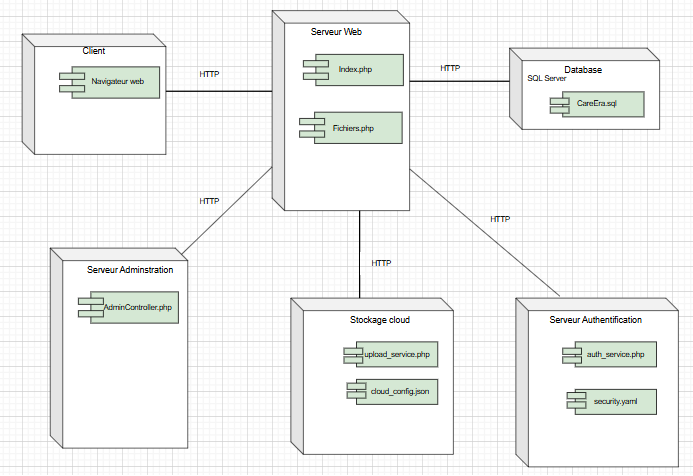 Client
Navigateur web
HTTP
Serveur Web
Index.php
Fichiers.php
HTTP
Database
SQL Server
CareEra.sql
HTTP
HTTP
HTTP
Serveur Adminstration
AdminController.php
Stockage cloud
upload_service.php
cloud_config.json
Serveur Authentification
auth_service.php
security.yaml